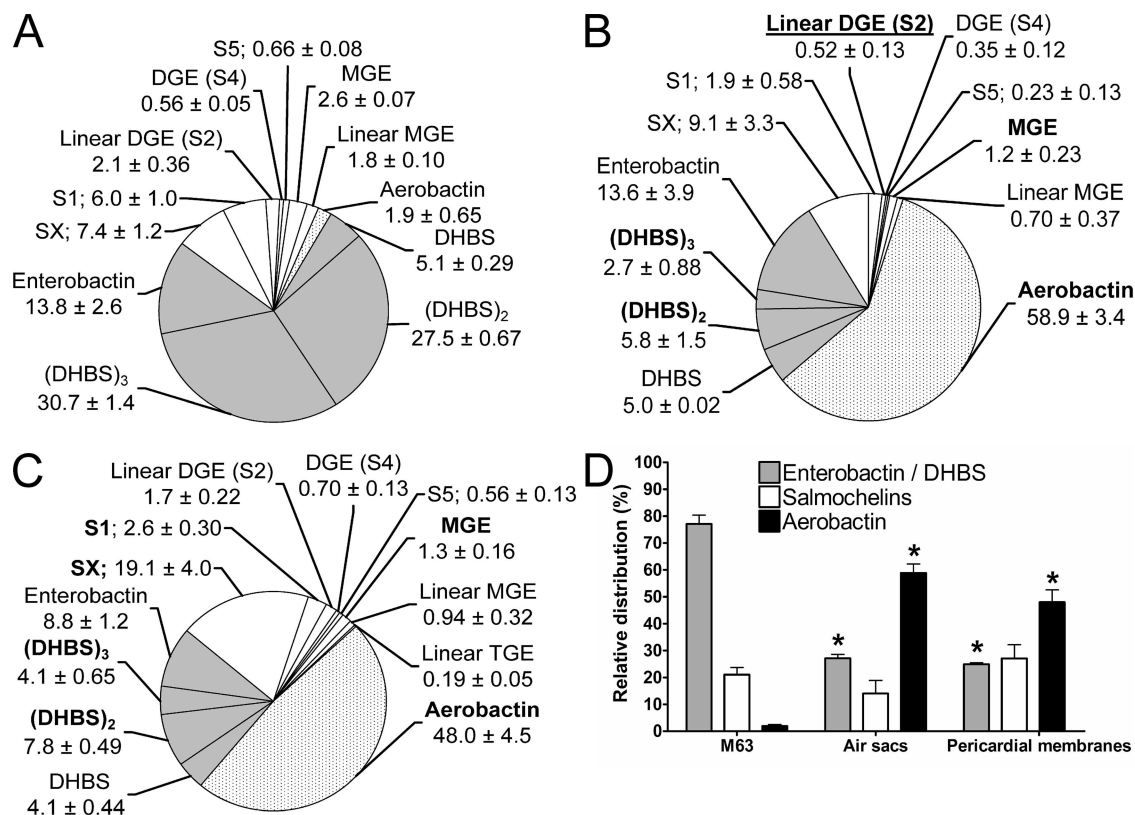 A
S5; 0.66 ± 0.08
DGE (S4)
0.56 ± 0.05
MGE
2.6 ± 0.07
Linear DGE (S2)
2.1 ± 0.36
Linear MGE
1.8 ± 0.10
S1; 6.0 ± 1.0
Aerobactin
1.9 ± 0.65
SX; 7.4 ± 1.2
DHBS
5.1 ± 0.29
Enterobactin
13.8 ± 2.6
(DHBS)₂
27.5 ± 0.67
(DHBS)₃
30.7 ± 1.4
B
Linear DGE (S2)
0.52 ± 0.13
DGE (S4)
0.35 ± 0.12
S1; 1.9 ± 0.58
S5; 0.23 ± 0.13
SX; 9.1 ± 3.3
MGE
1.2 ± 0.23
Enterobactin
13.6 ± 3.9
Linear MGE
0.70 ± 0.37
(DHBS)₃
2.7 ± 0.88
Aerobactin
58.9 ± 3.4
(DHBS)₂
5.8 ± 1.5
DHBS
5.0 ± 0.02
C
Linear DGE (S2)
1.7 ± 0.22
DGE (S4)
0.70 ± 0.13
S5; 0.56 ± 0.13
S1; 2.6 ± 0.30
MGE
1.3 ± 0.16
SX; 19.1 ± 4.0
Linear MGE
0.94 ± 0.32
Enterobactin
8.8 ± 1.2
Linear TGE
0.19 ± 0.05
(DHBS)₃
4.1 ± 0.65
Aerobactin
48.0 ± 4.5
(DHBS)₂
7.8 ± 0.49
DHBS
4.1 ± 0.44
D
Enterobactin / DHBS
Salmochelins
Aerobactin
Relative distribution (%)
100
90
80
70
60
50
40
30
20
10
0
*
*
*
*
M63
Air sacs
Pericardial membranes